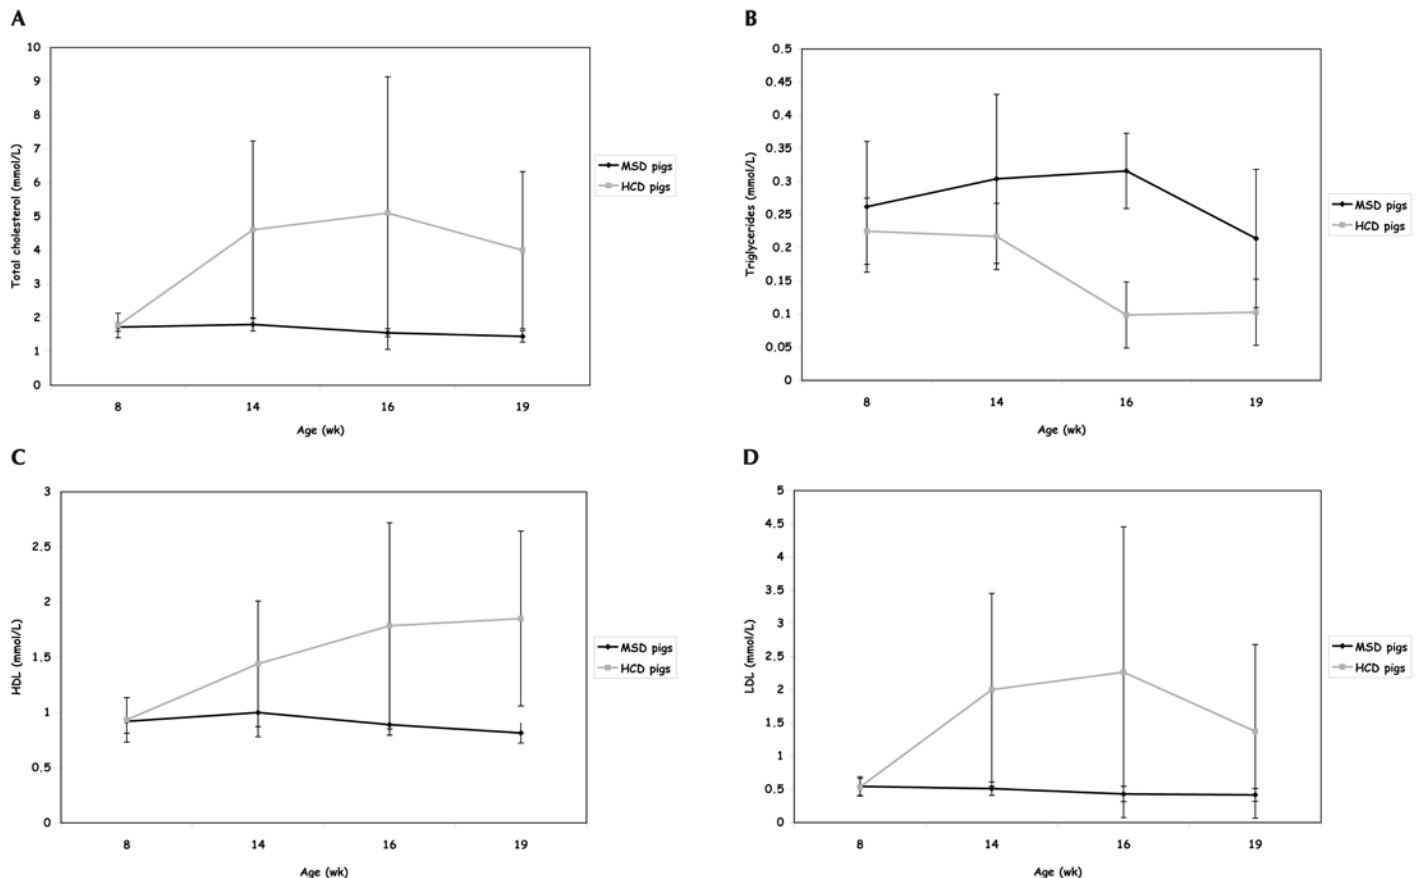 A
10
9
8
7
6
5
4
3
2
1
0
Total cholesterol (mmol/L)
8 14 16 19
Age (wk)
MSD pigs
HCD pigs
B
0.5
0.45
0.4
0.35
0.3
0.25
0.2
0.15
0.1
0.05
0
Triglycerides (mmol/L)
8 14 16 19
Age (wk)
MSD pigs
HCD pigs
C
3
2.5
2
1.5
1
0.5
0
HDL (mmol/L)
8 14 16 19
Age (wk)
MSD pigs
HCD pigs
D
5
4.5
4
3.5
3
2.5
2
1.5
1
0.5
0
LDL (mmol/L)
8 14 16 19
Age (wk)
MSD pigs
HCD pigs